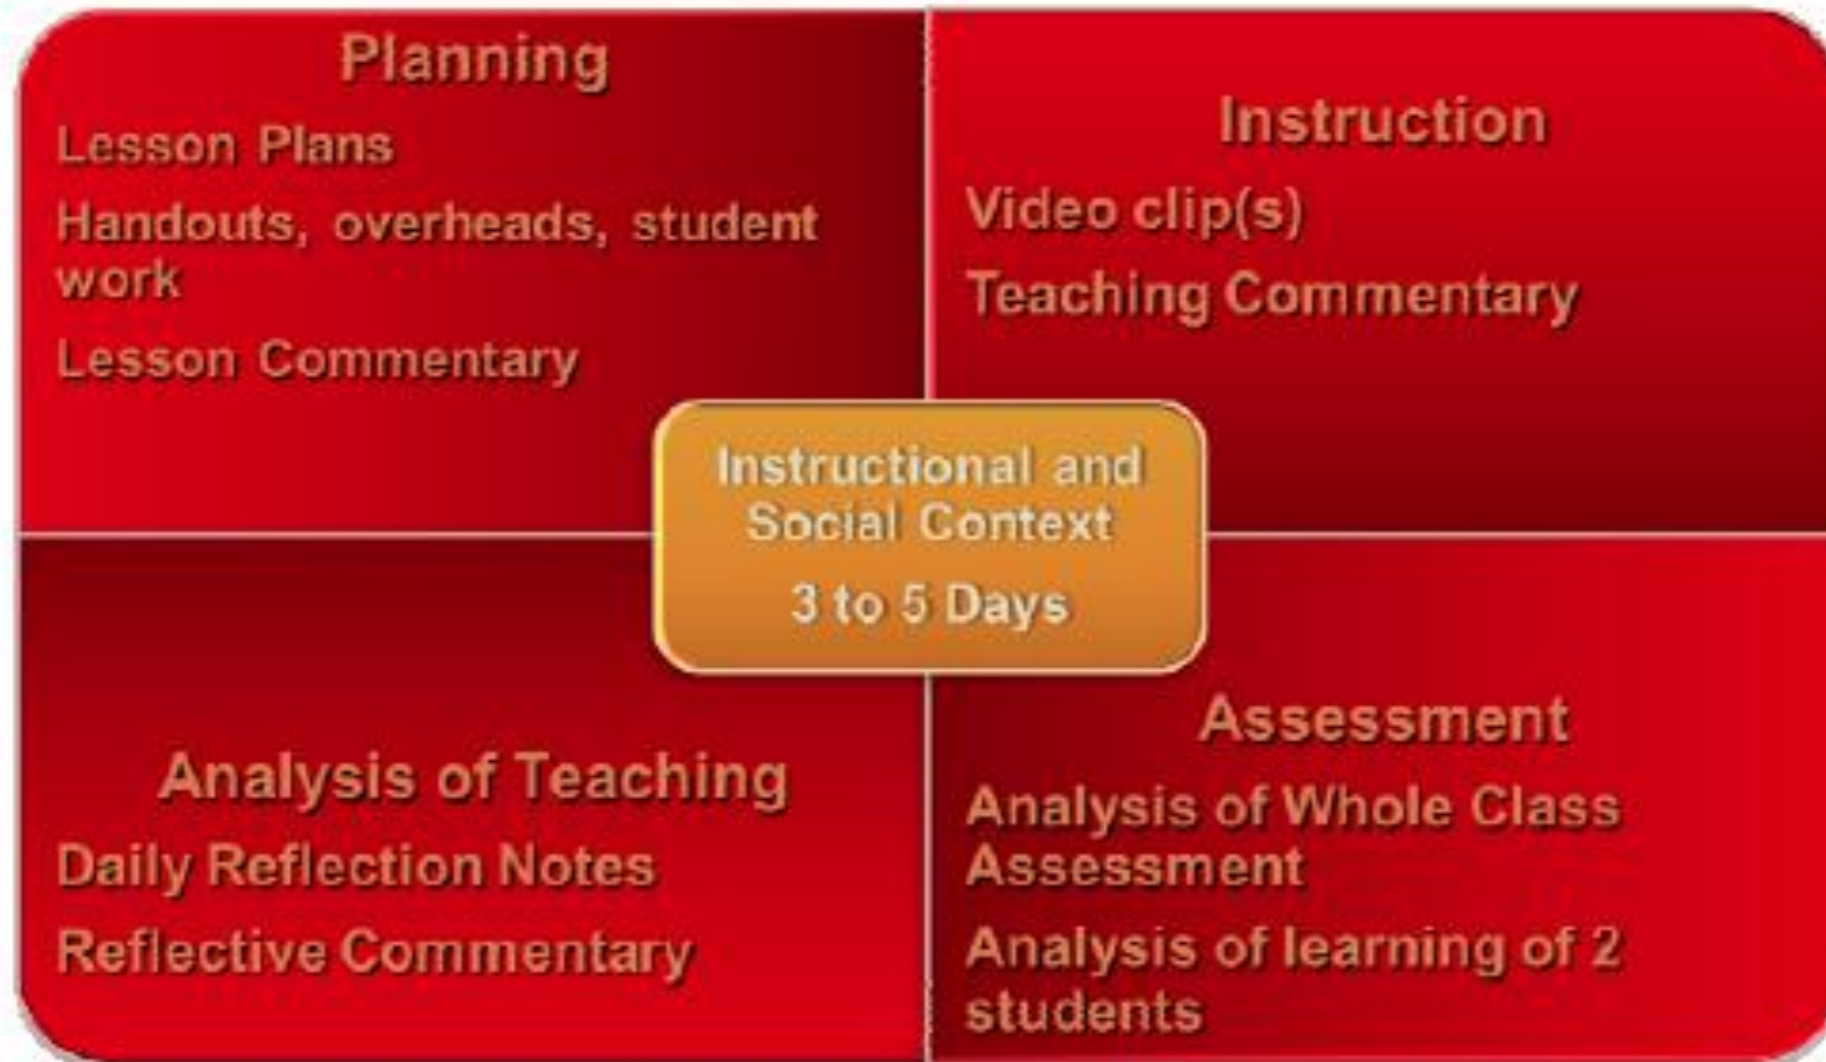 Planning
Lesson Plans
Handouts, overheads, student
work
Lesson Commentary
Instruction
Video clip(s)
Teaching Commentary
Instructional and
Social Context
3 to 5 Days
Analysis of Teaching
Daily Reflection Notes
Reflective Commentary
Assessment
Analysis of Whole Class
Assessment
Analysis of learning of 2
students